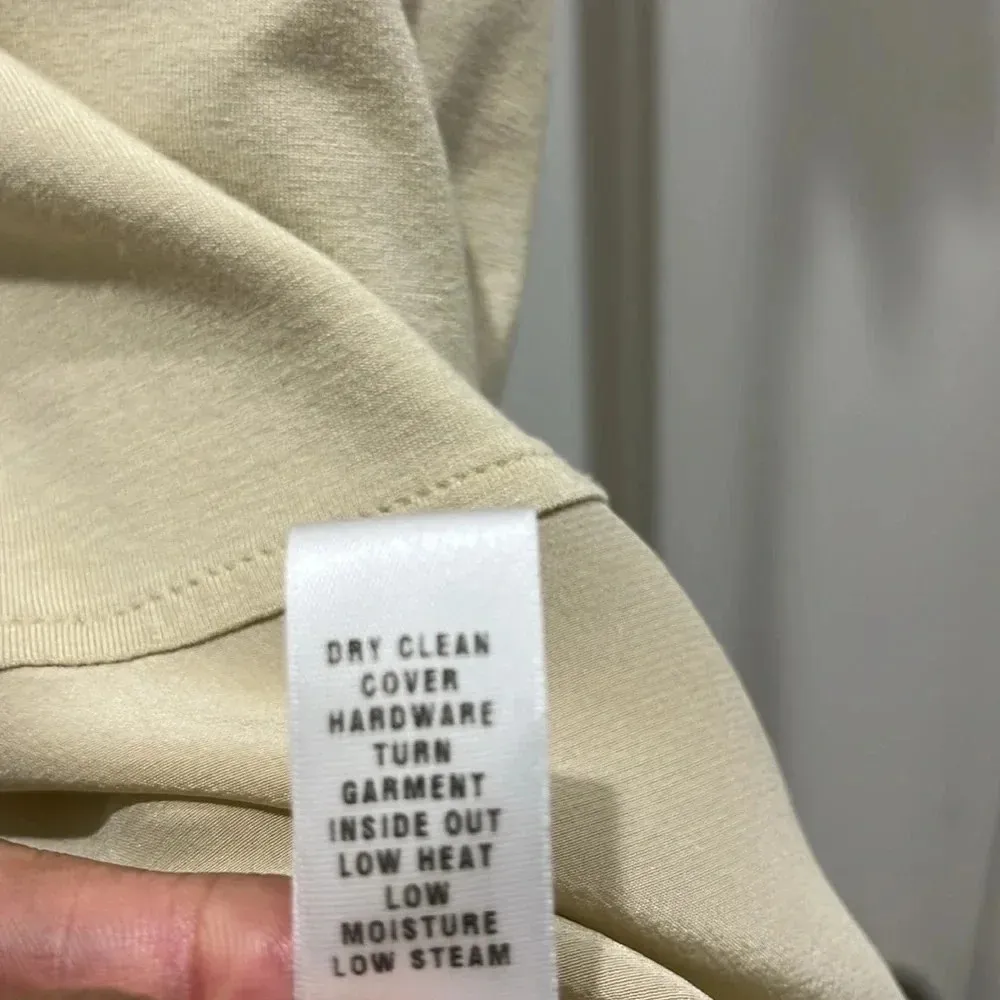 DRY CLEAN
COVER
HARDWARE
TURN
GARMENT
INSIDE OUT
LOW HEAT
LOW
MOISTURE
LOW STEAM